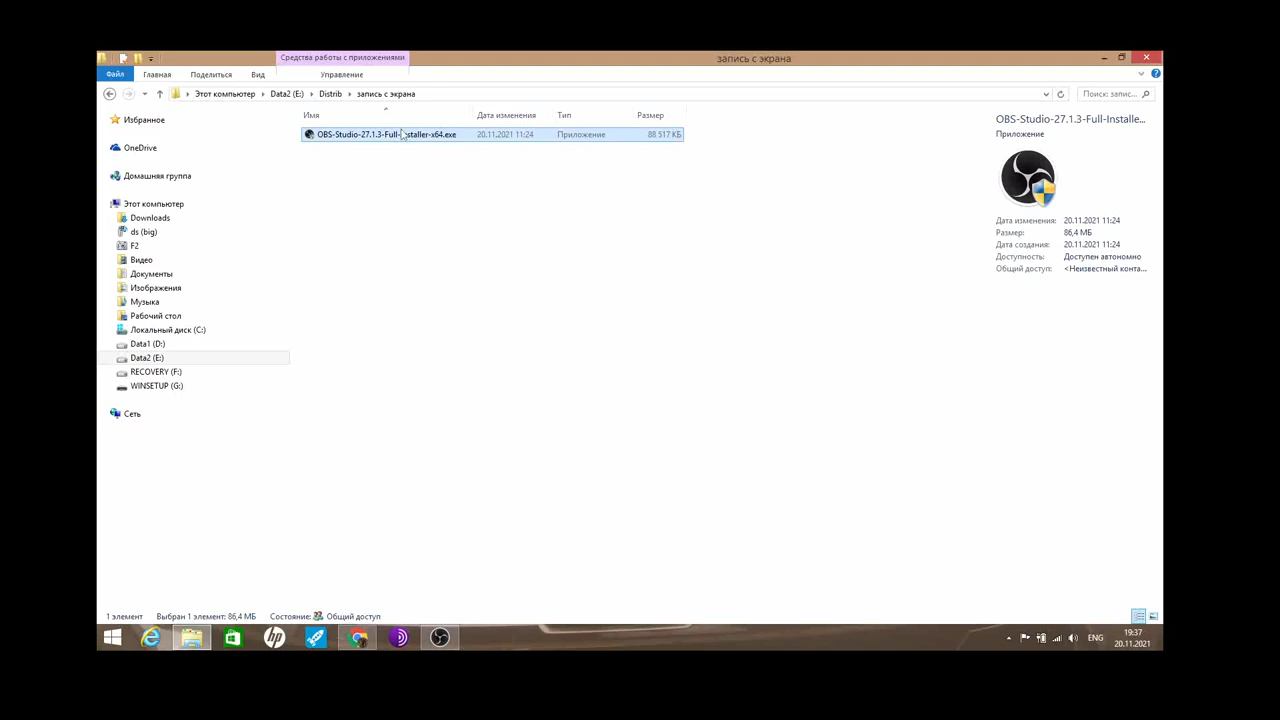 Средства работы с приложениями
запись с экрана
Файл
Главная
Поделиться
Вид
Управление
Этот компьютер
Data2 (E:)
Distrib
запись с экрана
Поиск: запис...
Имя
Дата изменения
Тип
Размер
OBS-Studio-27.1.3-Full-Installer-x64.exe
20.11.2021 11:24
Приложение
88 517 КБ
Избранное
OneDrive
Домашняя группа
Этот компьютер
Downloads
ds (big)
F2
Видео
Документы
Изображения
Музыка
Рабочий стол
Локальный диск (C:)
Data1 (D:)
Data2 (E:)
RECOVERY (F:)
WINSETUP (G:)
Сеть
OBS-Studio-27.1.3-Full-Installe...
Приложение
Дата изменения: 20.11.2021 11:24
Размер: 86,4 МБ
Дата создания: 20.11.2021 11:24
Доступность: Доступен автономно
Общий доступ: <Неизвестный конта...
1 элемент
Выбран 1 элемент: 86,4 МБ
Состояние: Общий доступ
hp
ENG
19:37
20.11.2021